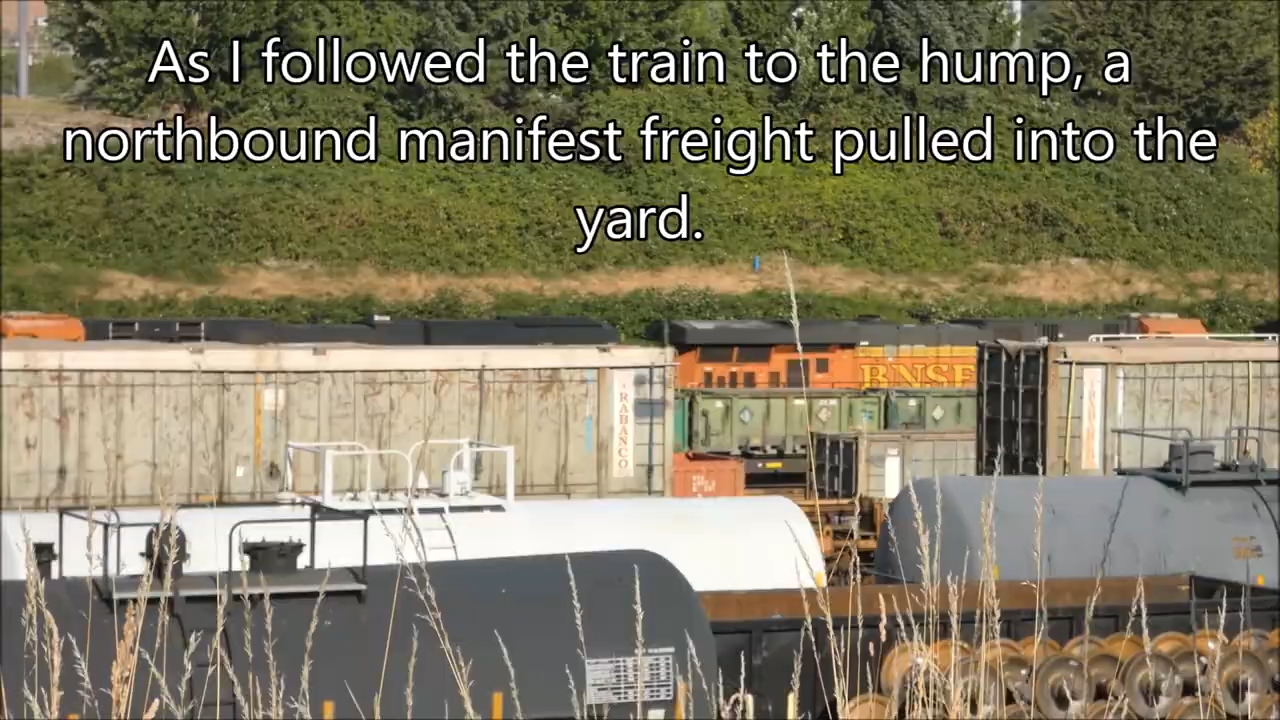 As I followed the train to the hump, a
northbound manifest freight pulled into the
yard.
BNSF
RABANCO